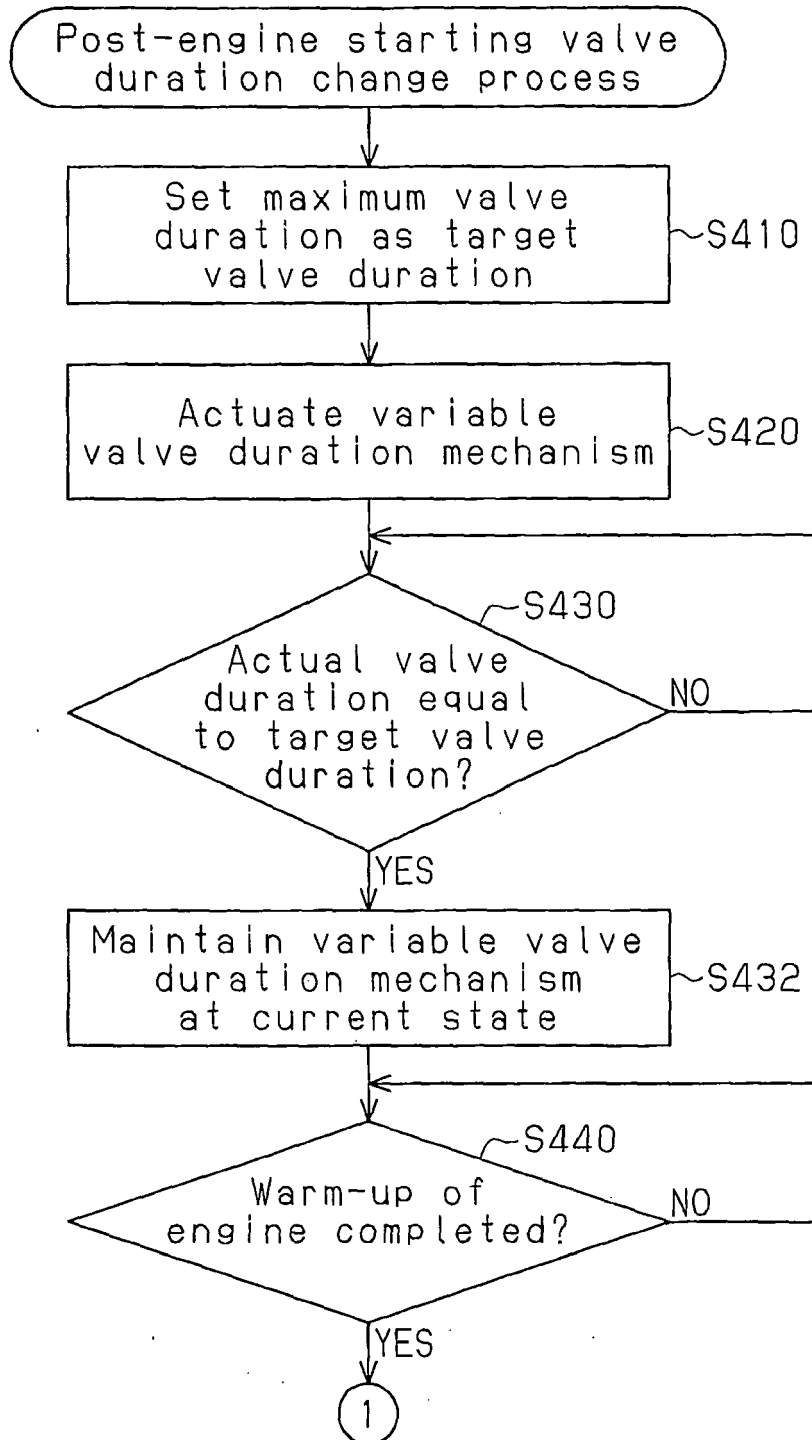 Post-engine starting valve
duration change process
Set maximum valve
duration as target
valve duration
S410
Actuate variable
valve duration mechanism
S420
S430
Actual valve
duration equal
to target valve
duration?
NO
YES
Maintain variable valve
duration mechanism
at current state
S432
S440
Warm-up of
engine completed?
NO
YES
1